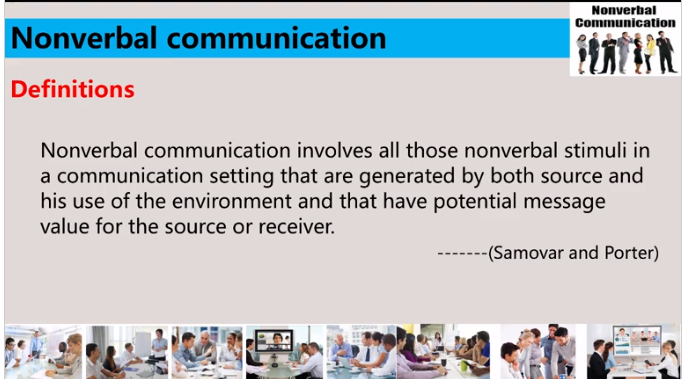 Nonverbal
Communication
Nonverbal communication
Definitions
Nonverbal communication involves all those nonverbal stimuli in
a communication setting that are generated by both source and
his use of the environment and that have potential message
value for the source or receiver.
-------(Samovar and Porter)